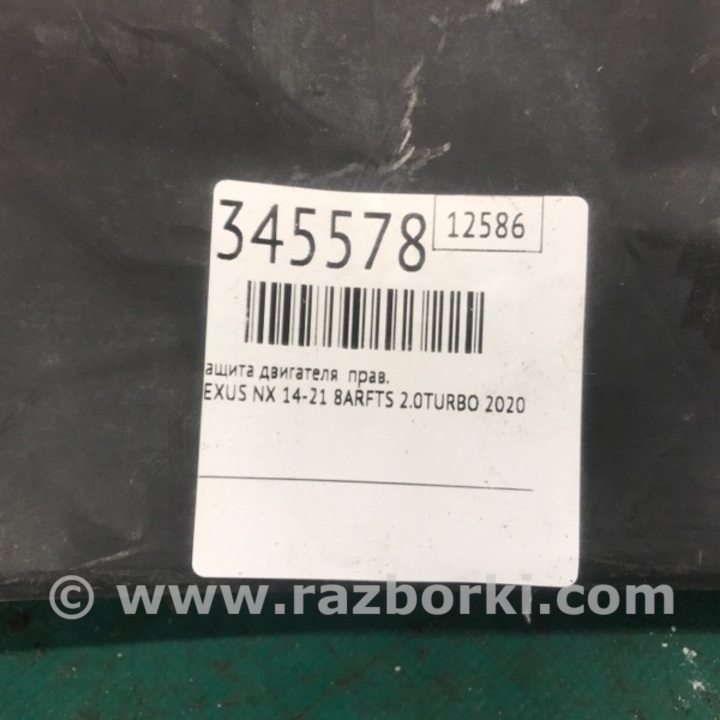 345578
12586
ащита двигателя прав.
EXUS NX 14-21 8ARFTS 2.0TURBO 2020
© www.razborki.com